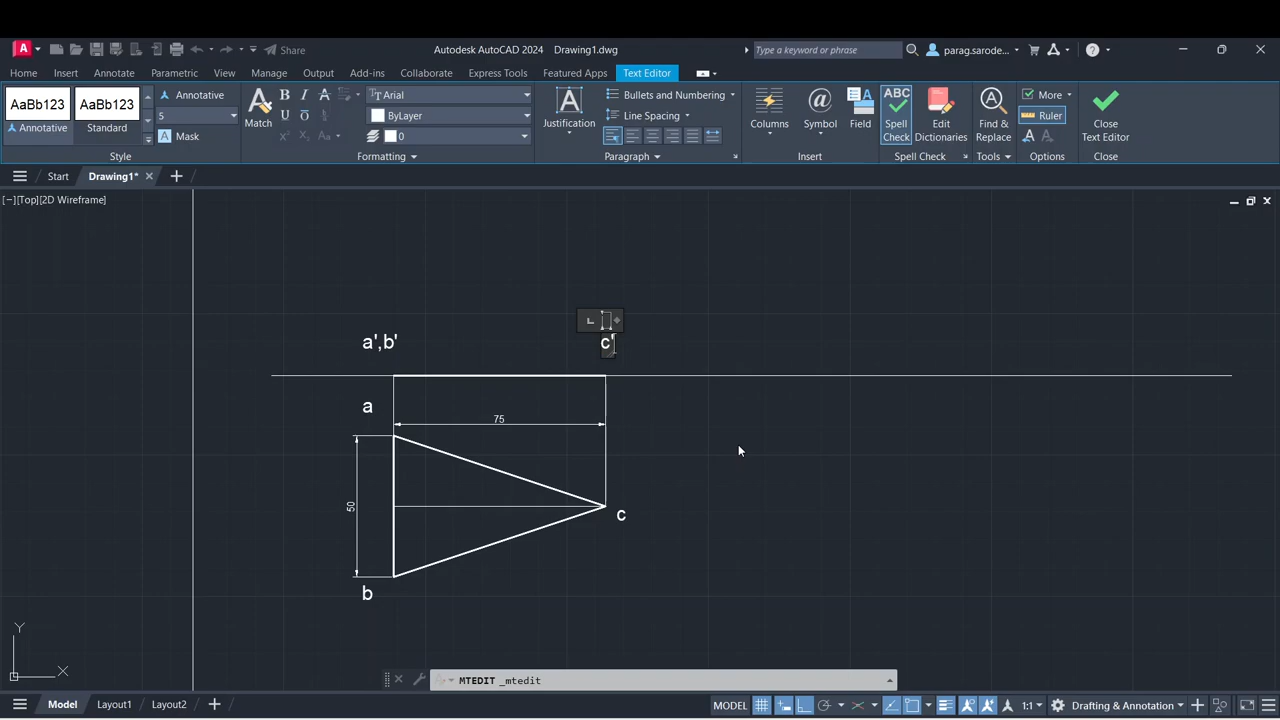 Share
Autodesk AutoCAD 2024 Drawing1.dwg
Type a keyword or phrase
parag.sarode...
Home Insert Annotate Parametric View Manage Output Add-ins Collaborate Express Tools Featured Apps Text Editor
AaBb123 AaBb123 Annotative
Annotative Standard 5
Mask
Style
Match
B I A
U O
Arial
ByLayer
0
Formatting
Justification
Bullets and Numbering
Line Spacing
Paragraph
Columns Symbol Field
Insert
ABC
Spell Check
Edit Dictionaries
Spell Check
Find & Replace
Tools
More
Ruler
Options
Close Text Editor
Close
Start Drawing1*
[−][Top][2D Wireframe]
a',b' c'
a
75
50
c
b
Y
X
MTEDIT _mtedit
Model Layout1 Layout2
MODEL 1:1 Drafting & Annotation